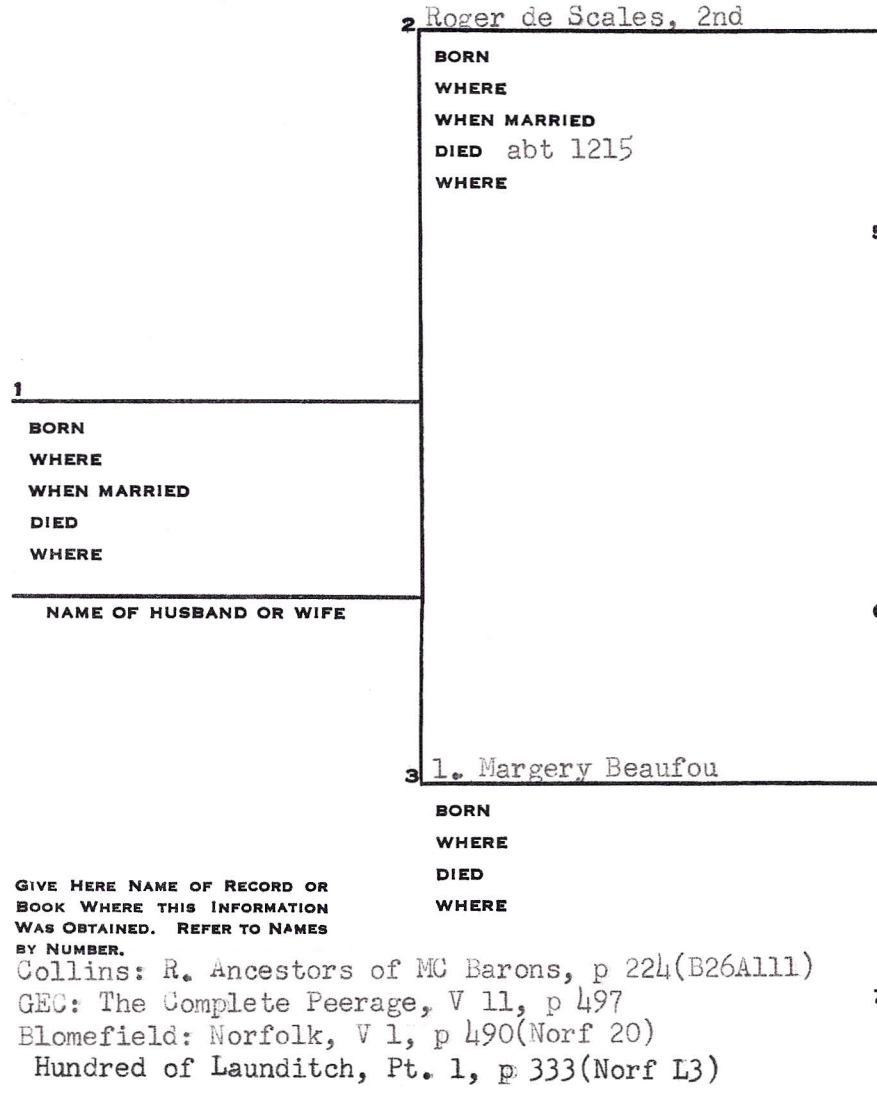 2 Roger de Scales, 2nd
BORN
WHERE
WHEN MARRIED
DIED abt 1215
WHERE
1
BORN
WHERE
WHEN MARRIED
DIED
WHERE
NAME OF HUSBAND OR WIFE
3 1. Margery Beaufou
BORN
WHERE
DIED
WHERE
GIVE HERE NAME OF RECORD OR
BOOK WHERE THIS INFORMATION
WAS OBTAINED. REFER TO NAMES
BY NUMBER.
Collins: R. Ancestors of MC Barons, p 224(B26A111)
GEC: The Complete Peerage, V 11, p 497
Blomefield: Norfolk, V 1, p 490(Norf 20)
Hundred of Launditch, Pt. 1, p 333(Norf L3)